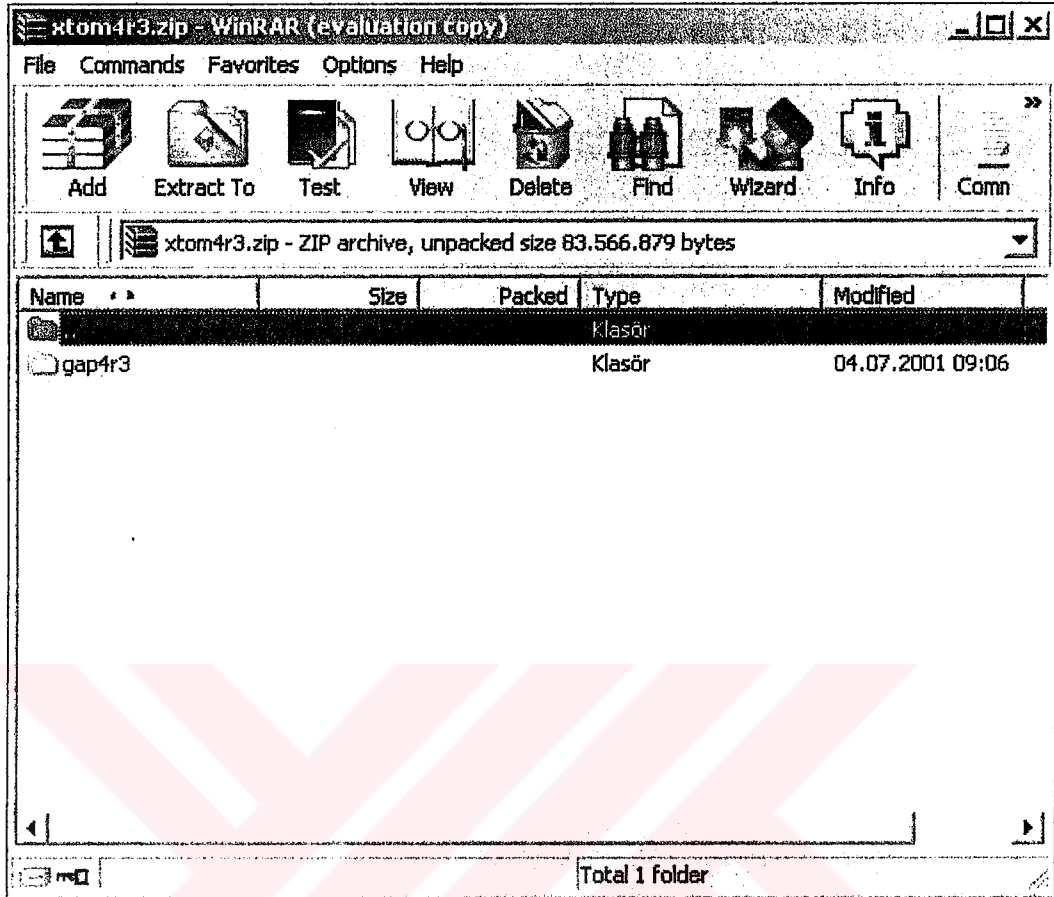 xtom4r3.zip - WinRAR (evaluation copy)
File Commands Favorites Options Help
Add Extract To Test View Delete Find Wizard Info Comm
xtom4r3.zip - ZIP archive, unpacked size 83.566.879 bytes
Name Size Packed Type Modified
.. Klasör
gap4r3 Klasör 04.07.2001 09:06
Total 1 folder